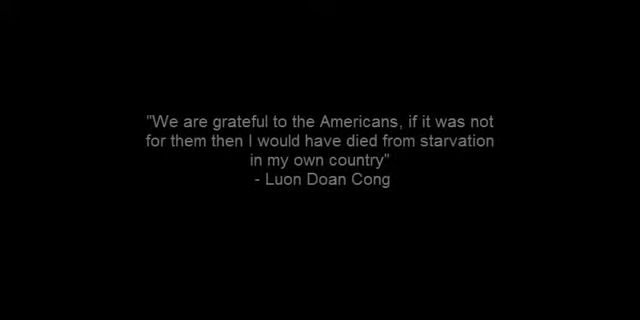 "We are grateful to the Americans, if it was not
for them then I would have died from starvation
in my own country"
- Luon Doan Cong